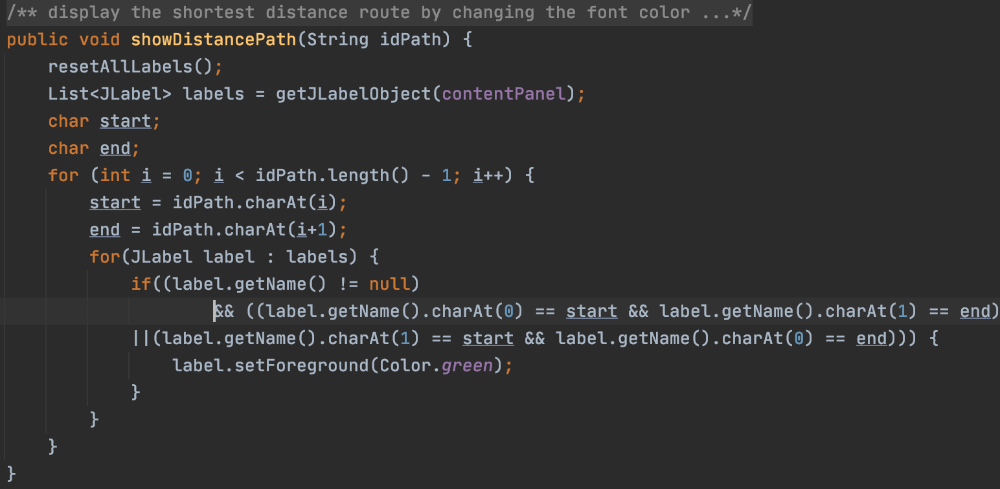 /** display the shortest distance route by changing the font color ...*/
public void showDistancePath(String idPath) {
resetAllLabels();
List<JLabel> labels = getJLabelObject(contentPanel);
char start;
char end;
for (int i = 0; i < idPath.length() - 1; i++) {
start = idPath.charAt(i);
end = idPath.charAt(i+1);
for(JLabel label : labels) {
if((label.getName() != null)
&& ((label.getName().charAt(0) == start && label.getName().charAt(1) == end)
||(label.getName().charAt(1) == start && label.getName().charAt(0) == end))) {
label.setForeground(Color.green);
}
}
}
}